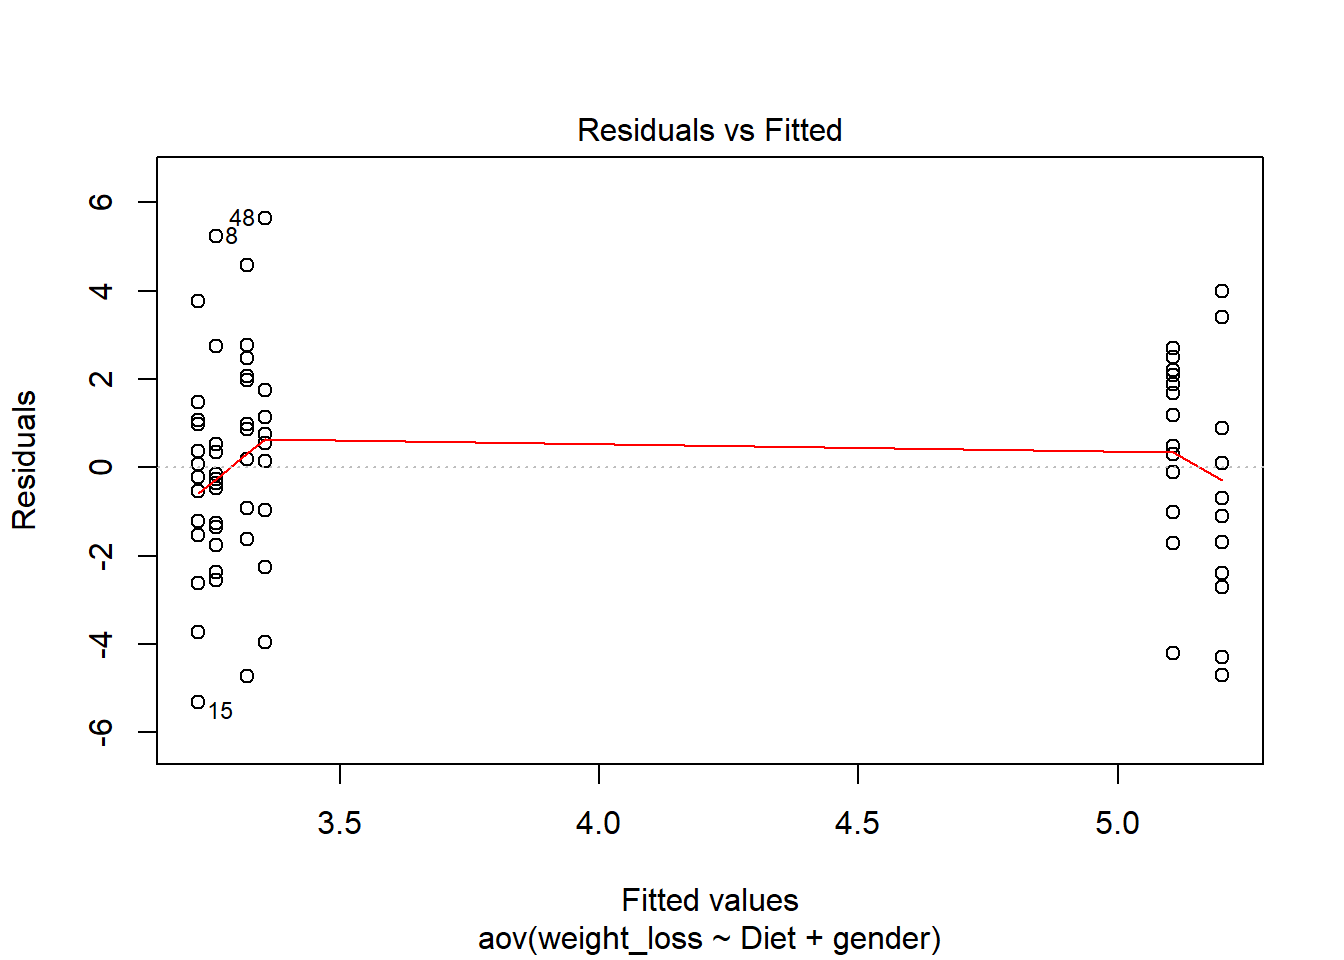 Residuals vs Fitted
Residuals
6
4
2
0
-2
-4
-6
48
8
15
3.5 4.0 4.5 5.0
Fitted values
aov(weight_loss ~ Diet + gender)